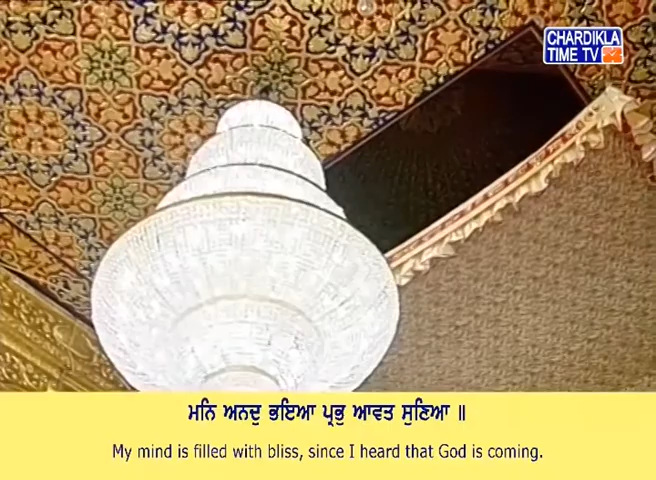 CHARDIKLA
TIME TV
ਮਨਿ ਅਨਦੁ ਭਇਆ ਪ੍ਰਭੁ ਆਵਤ ਸੁਣਿਆ ॥
My mind is filled with bliss, since I heard that God is coming.